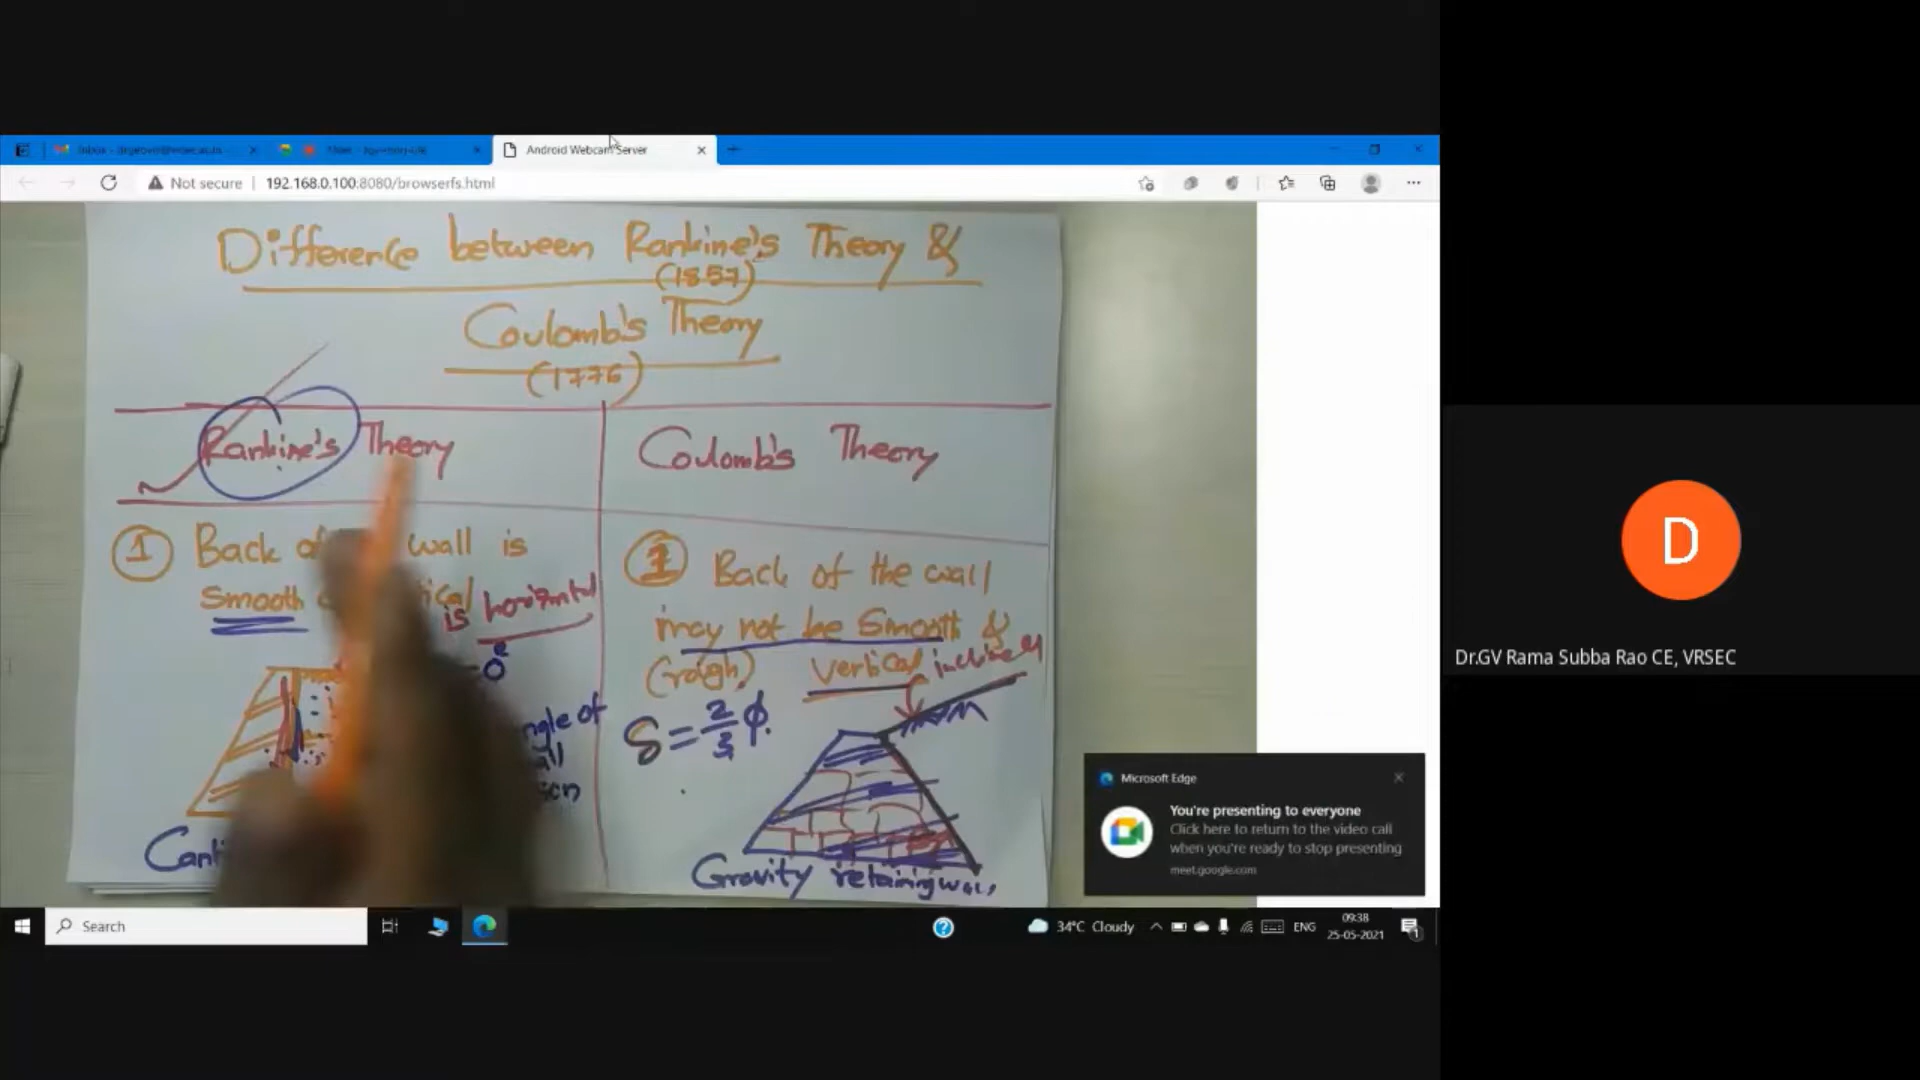 Android Webcam Server
Not secure
192.168.0.100:8080/browserfs.html
Difference between Rankine's Theory &
(1857)
Coulomb's Theory
(1776)
Rankine's Theory
Coulomb's Theory
1 Back of wall is
Smooth
is horizontal
1 Back of the wall
may not be Smooth &
(rough) Vertical inclined
δ = 2/3 φ.
Gravity retaining wall
D
Dr.GV Rama Subba Rao CE, VRSEC
Microsoft Edge
You're presenting to everyone
Click here to return to the video call
when you're ready to stop presenting
meet.google.com
Search
34°C Cloudy
ENG
09:38
25-05-2021
1